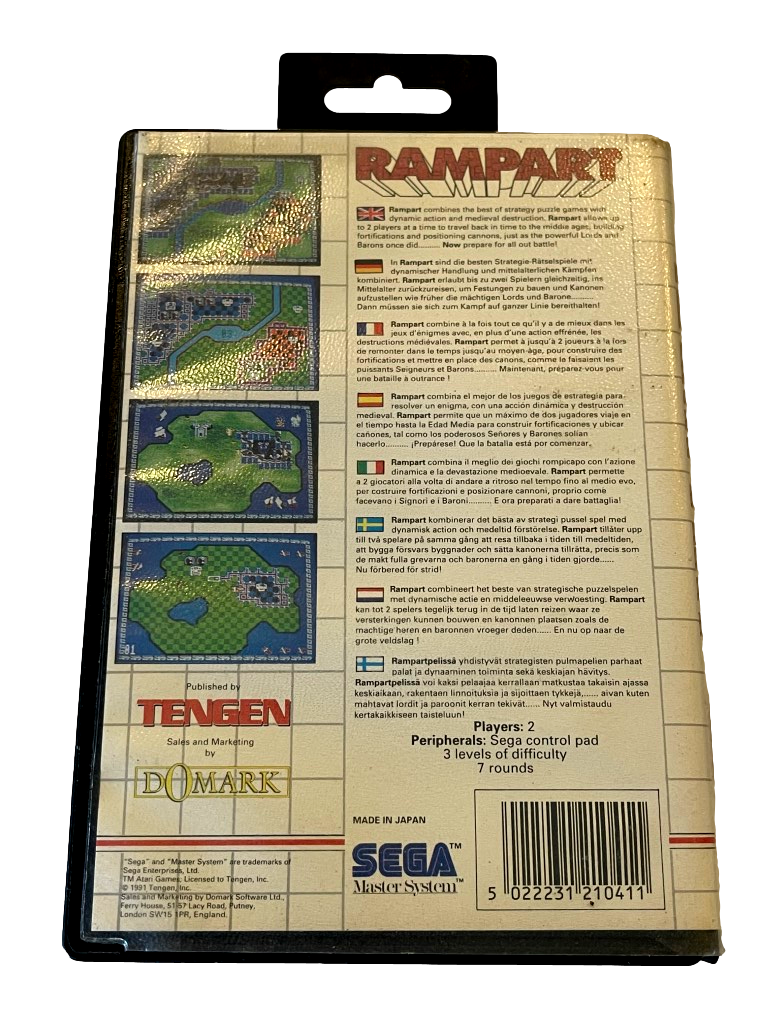 RAMPART
Rampart combines the best of strategy puzzle games with
dynamic action and medieval destruction. Rampart allows up
to 2 players at a time to travel back in time to the middle ages, building
fortifications and positioning cannons, just as the powerful Lords and
Barons once did.......... Now prepare for all out battle!
In Rampart sind die besten Strategie-Rätselspiele mit
dynamischer Handlung und mittelalterlichen Kämpfen
kombiniert. Rampart erlaubt bis zu zwei Spielern gleichzeitig, ins
Mittelalter zurückzureisen, um Festungen zu bauen und Kanonen
aufzustellen wie früher die mächtigen Lords und Barone..........
Dann müssen sie sich zum Kampf auf ganzer Linie bereithalten!
Rampart combine à la fois tout ce qu'il y a de mieux dans les
jeux d'énigmes avec, en plus d'une action effrénée, les
destructions médiévales. Rampart permet à jusqu'à 2 joueurs à la fois
de remonter dans le temps jusqu'au moyen-âge, pour construire des
fortifications et mettre en place des canons, comme le faisaient les
puissants Seigneurs et Barons.......... Maintenant, préparez-vous pour
une bataille à outrance !
Rampart combina el mejor de los juegos de estrategia para
resolver un enigma, con una acción dinámica y destrucción
medieval. Rampart permite que un máximo de dos jugadores viaje en
el tiempo hasta la Edad Media para construir fortificaciones y ubicar
cañones, tal como los poderosos Señores y Barones solían
hacerlo.......... ¡Prepárese! Que la batalla está por comenzar.
Rampart combina il meglio dei giochi rompicapo con l'azione
dinamica e la devastazione medioevale. Rampart permette
a 2 giocatori alla volta di andare a ritroso nel tempo fino al medio evo,
per costruire fortificazioni e posizionare cannoni, proprio come
facevano i Signori e i Baroni.......... E ora preparati a dare battaglia!
Rampart kombinerar det bästa av strategi pussel spel med
dynamisk action och medeltid förstörelse. Rampart tillåter upp
till två spelare på samma gång att resa tillbaka i tiden till medeltiden,
att bygga försvars byggnader och sätta kanonerna tillrätta, precis som
de makt fulla grevarna och baronerna en gång i tiden gjorde......
Nu förbered för strid!
Rampart combineert het beste van strategische puzzelspelen
met dynamische actie en middeleeuwse verwoesting. Rampart
kan tot 2 spelers tegelijk terug in de tijd laten reizen waar ze
versterkingen kunnen bouwen en kanonnen plaatsen zoals de
machtige heren en baronnen vroeger deden...... En nu op naar de
grote veldslag !
Rampartpelissä yhdistyvät strategisten pulmapelien parhaat
palat ja dynaaminen toiminta sekä keskiajan hävitys.
Rampartpelissä voi kaksi pelaajaa kerrallaan matkustaa takaisin ajassa
keskiaikaan, rakentaen linnoituksia ja sijoittaen tykkejä,...... aivan kuten
mahtavat lordit ja paroonit kerran tekivät...... Nyt valmistaudu
kertakaikkiseen taisteluun!
Players: 2
Peripherals: Sega control pad
3 levels of difficulty
7 rounds
Published by
TENGEN
Sales and Marketing
by
DOMARK
"Sega" and "Master System" are trademarks of
Sega Enterprises, Ltd.
TM Atari Games; Licensed to Tengen, Inc.
© 1991 Tengen, Inc.
Sales and Marketing by Domark Software Ltd.,
Ferry House, 51-57 Lacy Road, Putney,
London SW15 1PR, England.
MADE IN JAPAN
SEGA™
Master System™
5 022231 210411